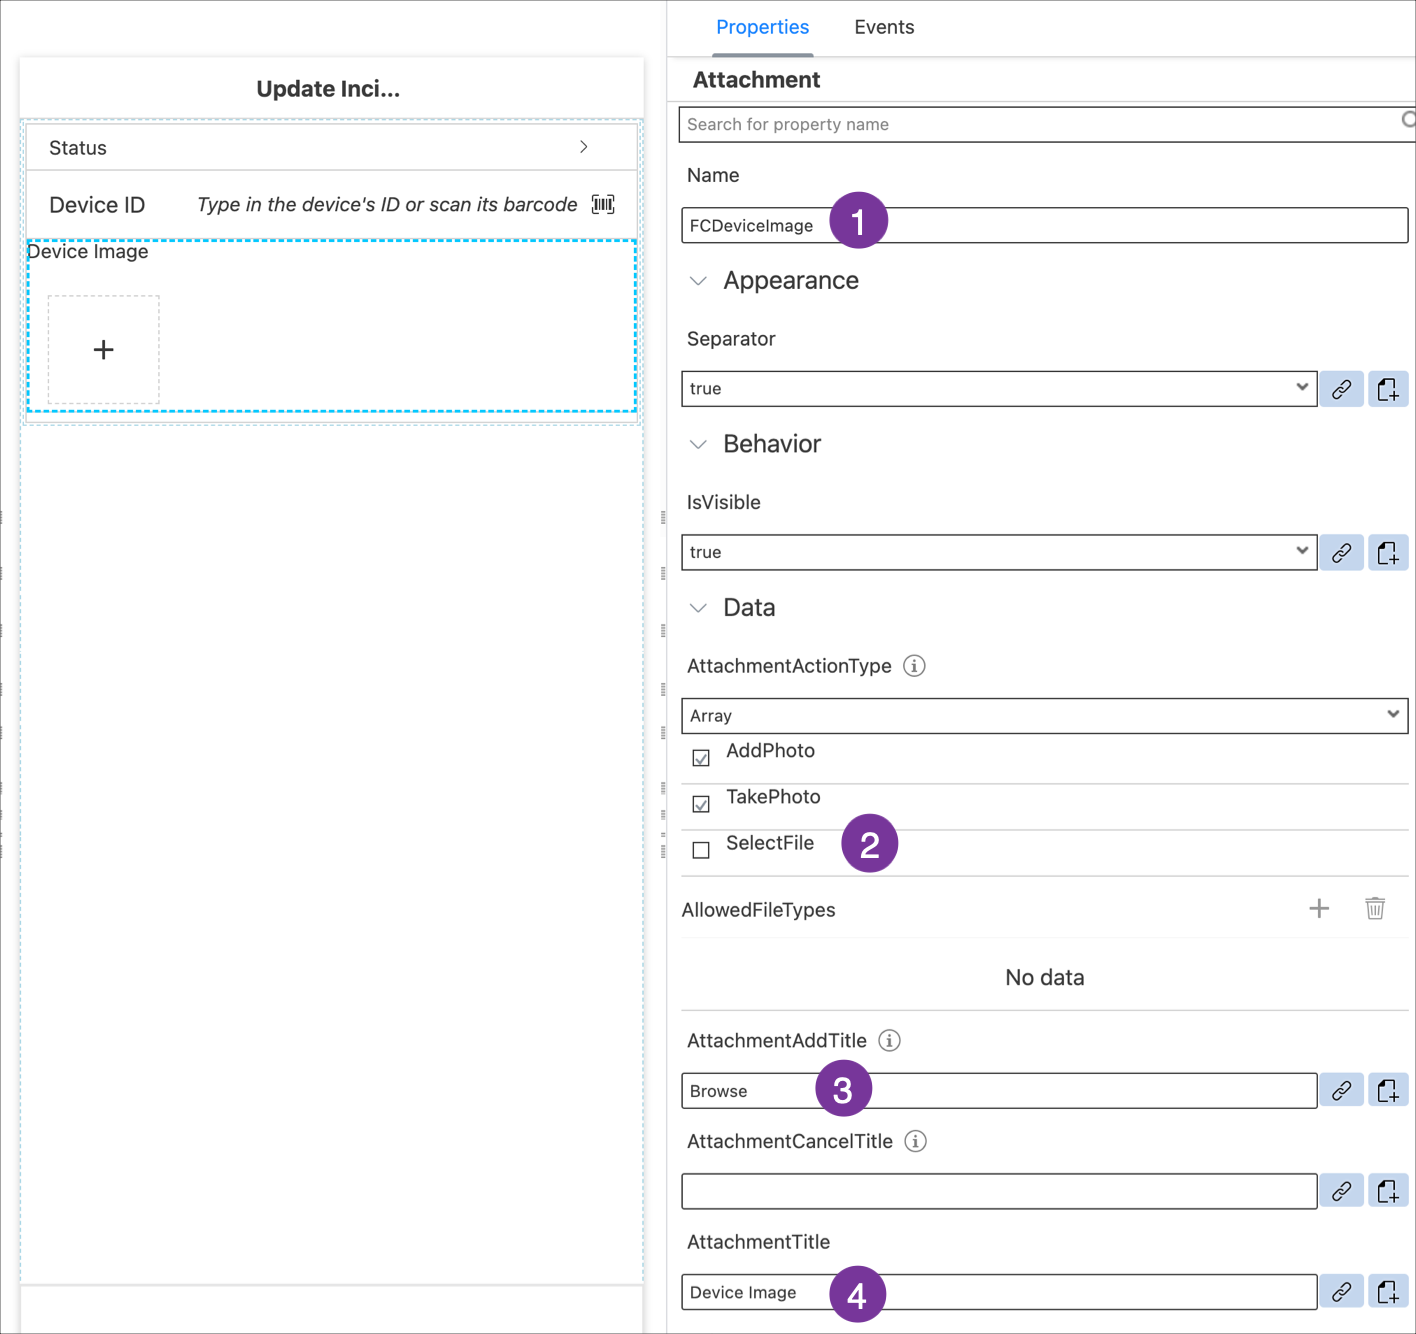 Update Inci...
Status
Device ID Type in the device's ID or scan its barcode
Device Image
+
Properties Events
Attachment
Search for property name
Name
FCDeviceImage 1
Appearance
Separator
true
Behavior
IsVisible
true
Data
AttachmentActionType
Array
AddPhoto
TakePhoto
SelectFile 2
AllowedFileTypes
No data
AttachmentAddTitle
Browse 3
AttachmentCancelTitle
AttachmentTitle
Device Image 4